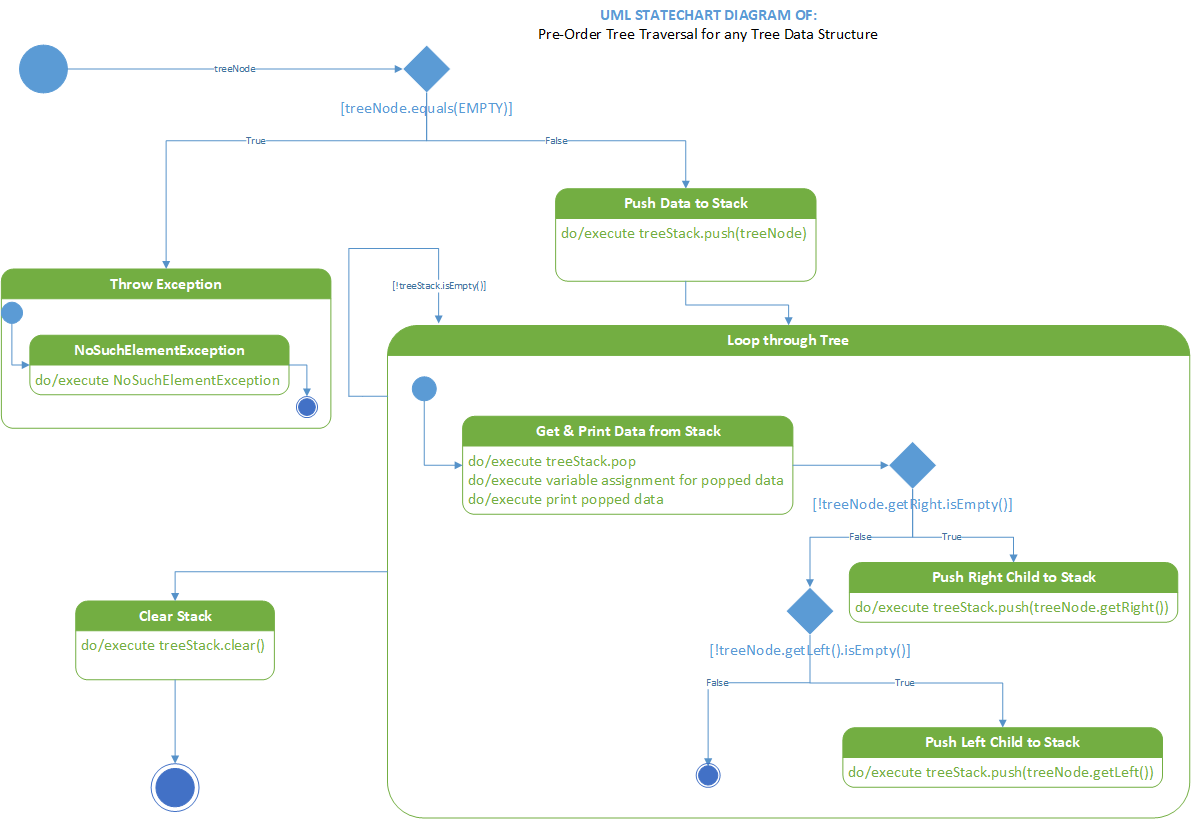 UML STATECHART DIAGRAM OF:
Pre-Order Tree Traversal for any Tree Data Structure
treeNode
[treeNode.equals(EMPTY)]
True
False
Push Data to Stack
do/execute treeStack.push(treeNode)
Throw Exception
NoSuchElementException
do/execute NoSuchElementException
[!treeStack.isEmpty()]
Loop through Tree
Get & Print Data from Stack
do/execute treeStack.pop
do/execute variable assignment for popped data
do/execute print popped data
[!treeNode.getRight.isEmpty()]
False
True
Push Right Child to Stack
do/execute treeStack.push(treeNode.getRight())
[!treeNode.getLeft().isEmpty()]
False
True
Push Left Child to Stack
do/execute treeStack.push(treeNode.getLeft())
Clear Stack
do/execute treeStack.clear()